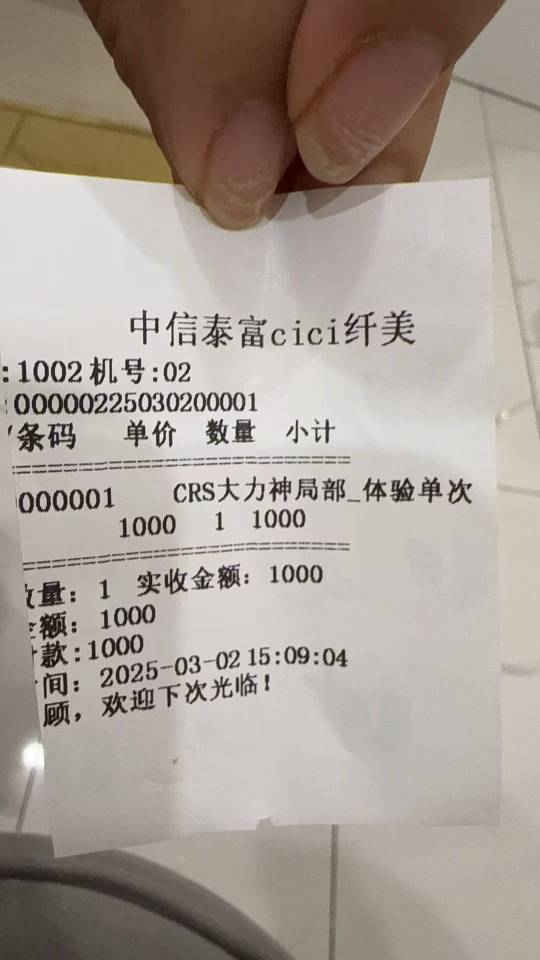 中信泰富cici纤美
:1002 机号:02
:00000225030200001
/条码 单价 数量 小计
==============================
000001 CRS大力神局部_体验单次
1000 1 1000
==============================
量: 1 实收金额: 1000
额: 1000
款:1000
间: 2025-03-02 15:09:04
顾, 欢迎下次光临!